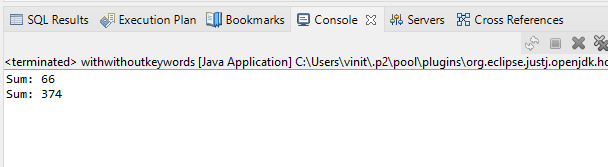 SQL Results Execution Plan Bookmarks Console Servers Cross References
<terminated> withwithoutkeywords [Java Application] C:\Users\vinit\.p2\pool\plugins\org.eclipse.justj.openjdk.ho
Sum: 66
Sum: 374